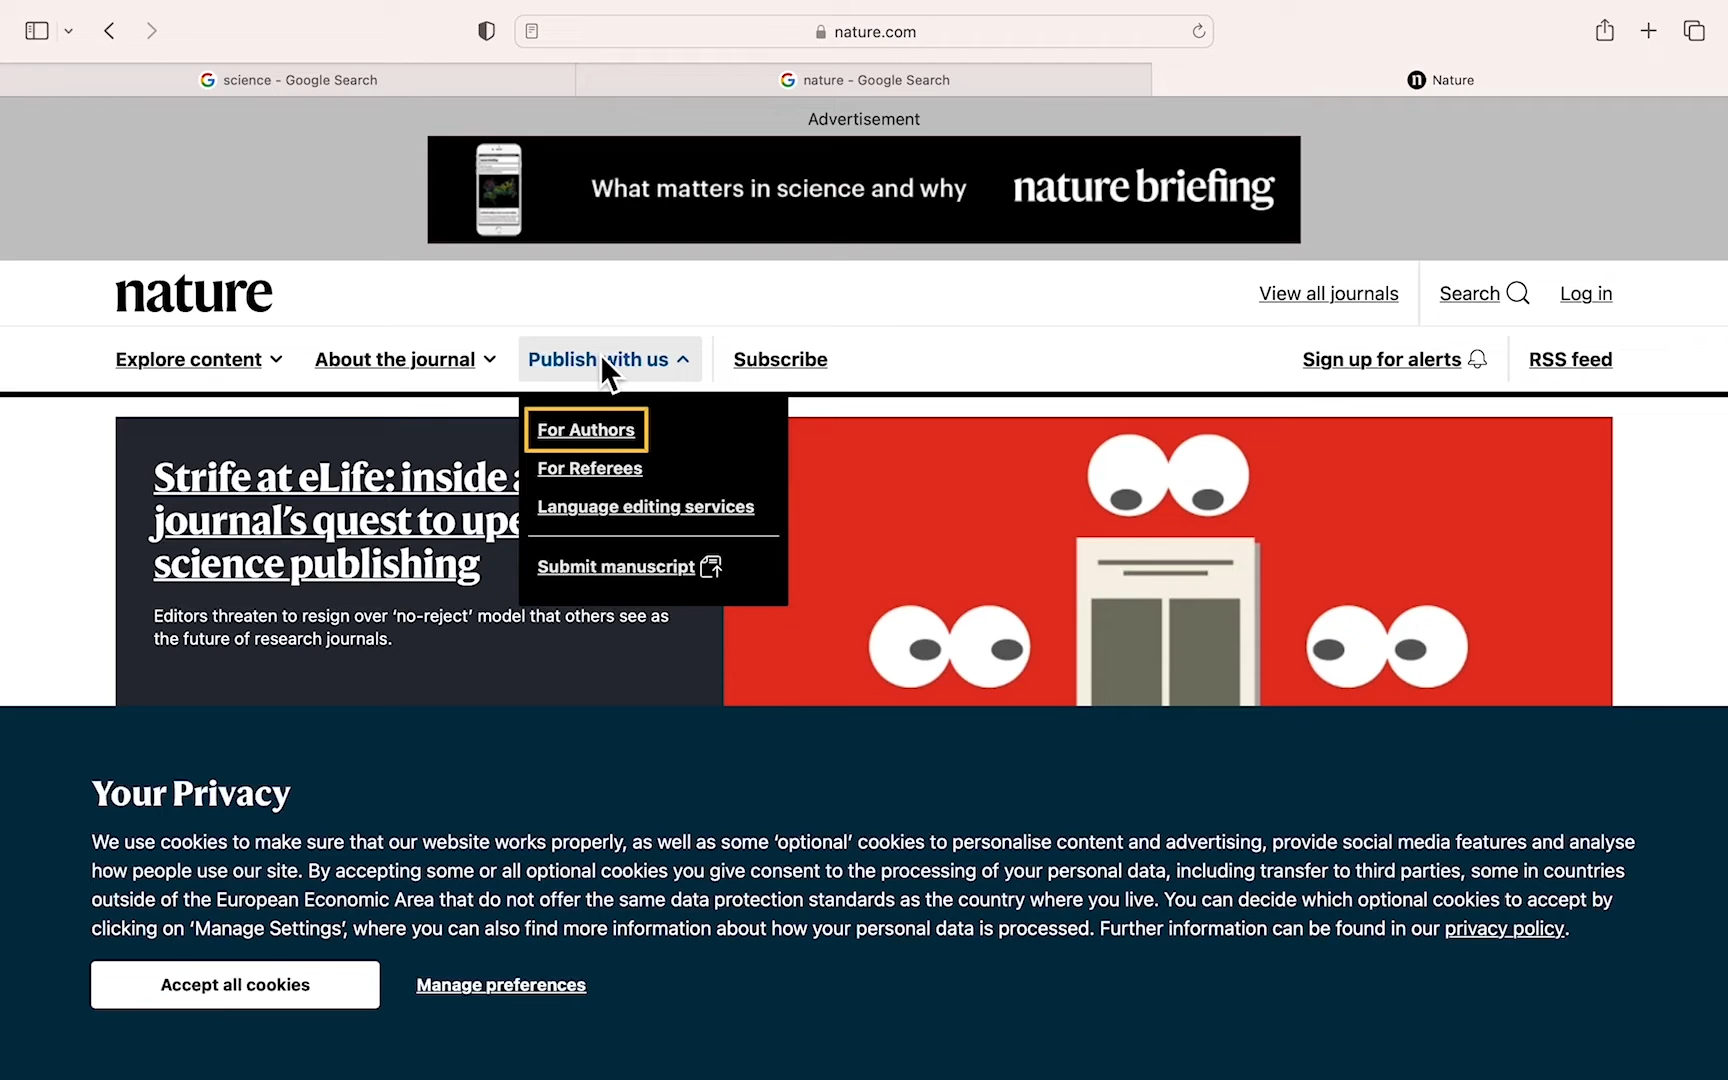 nature.com
science - Google Search
nature - Google Search
n Nature
Advertisement
What matters in science and why
nature briefing
nature
View all journals
Search
Log in
Explore content
About the journal
Publish with us
Subscribe
Sign up for alerts
RSS feed
For Authors
For Referees
Language editing services
Submit manuscript
Strife at eLife: inside
journal's quest to up
science publishing
Editors threaten to resign over ‘no-reject’ model that others see as
the future of research journals.
Your Privacy
We use cookies to make sure that our website works properly, as well as some ‘optional’ cookies to personalise content and advertising, provide social media features and analyse
how people use our site. By accepting some or all optional cookies you give consent to the processing of your personal data, including transfer to third parties, some in countries
outside of the European Economic Area that do not offer the same data protection standards as the country where you live. You can decide which optional cookies to accept by
clicking on ‘Manage Settings’, where you can also find more information about how your personal data is processed. Further information can be found in our privacy policy.
Accept all cookies
Manage preferences